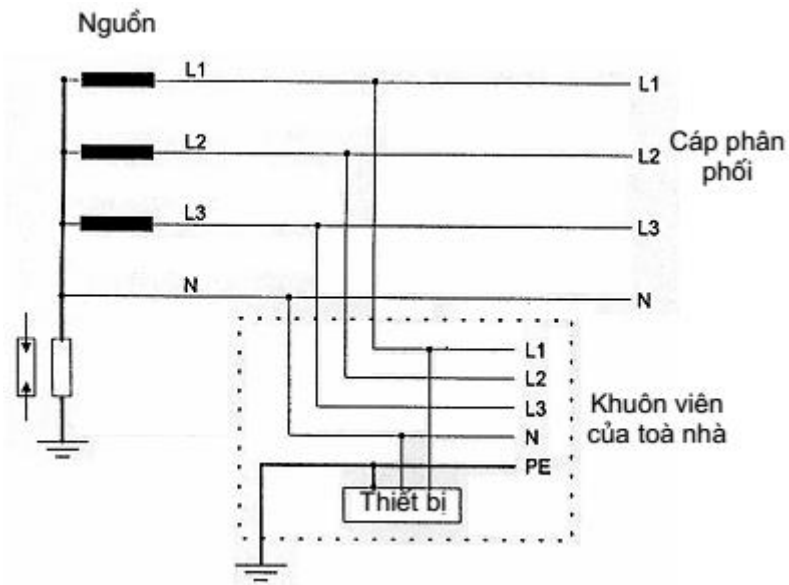 Nguồn
L1
L1
L2
L2
Cáp phân
phối
L3
L3
N
N
L1
L2
L3
Khuôn viên
của toà nhà
N
PE
Thiết bị